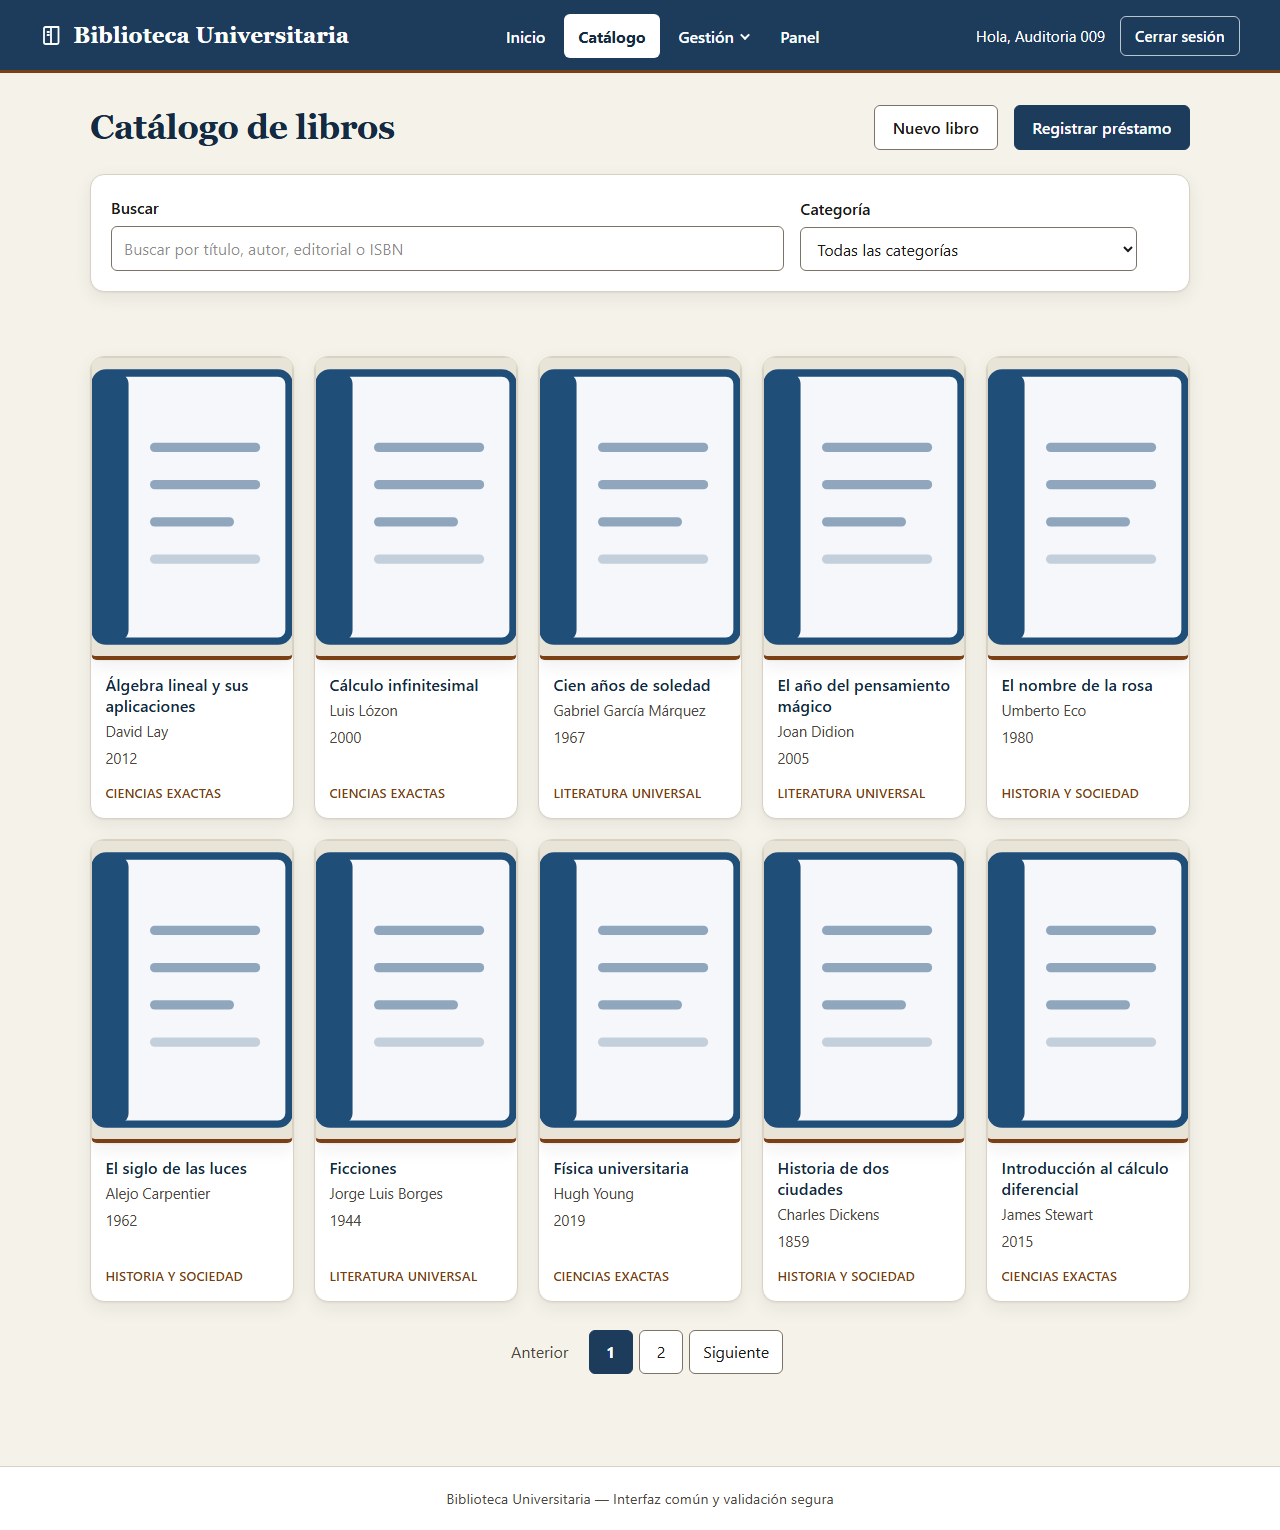 Biblioteca Universitaria
Inicio
Catálogo
Gestión
Panel
Hola, Auditoria 009
Cerrar sesión
Catálogo de libros
Nuevo libro
Registrar préstamo
Buscar
Buscar por título, autor, editorial o ISBN
Categoría
Todas las categorías
Álgebra lineal y sus
aplicaciones
David Lay
2012
CIENCIAS EXACTAS
Cálculo infinitesimal
Luis Lózon
2000
CIENCIAS EXACTAS
Cien años de soledad
Gabriel García Márquez
1967
LITERATURA UNIVERSAL
El año del pensamiento
mágico
Joan Didion
2005
LITERATURA UNIVERSAL
El nombre de la rosa
Umberto Eco
1980
HISTORIA Y SOCIEDAD
El siglo de las luces
Alejo Carpentier
1962
HISTORIA Y SOCIEDAD
Ficciones
Jorge Luis Borges
1944
LITERATURA UNIVERSAL
Física universitaria
Hugh Young
2019
CIENCIAS EXACTAS
Historia de dos
ciudades
Charles Dickens
1859
HISTORIA Y SOCIEDAD
Introducción al cálculo
diferencial
James Stewart
2015
CIENCIAS EXACTAS
Anterior
1
2
Siguiente
Biblioteca Universitaria — Interfaz común y validación segura